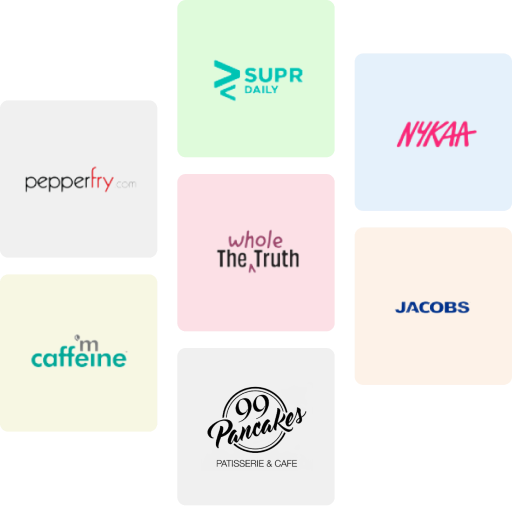 SUPR
DAILY
NYKAA
pepperfry.com
whole
The Truth
JACOBS
'm
caffeine
99
Pancakes
PATISSERIE & CAFE